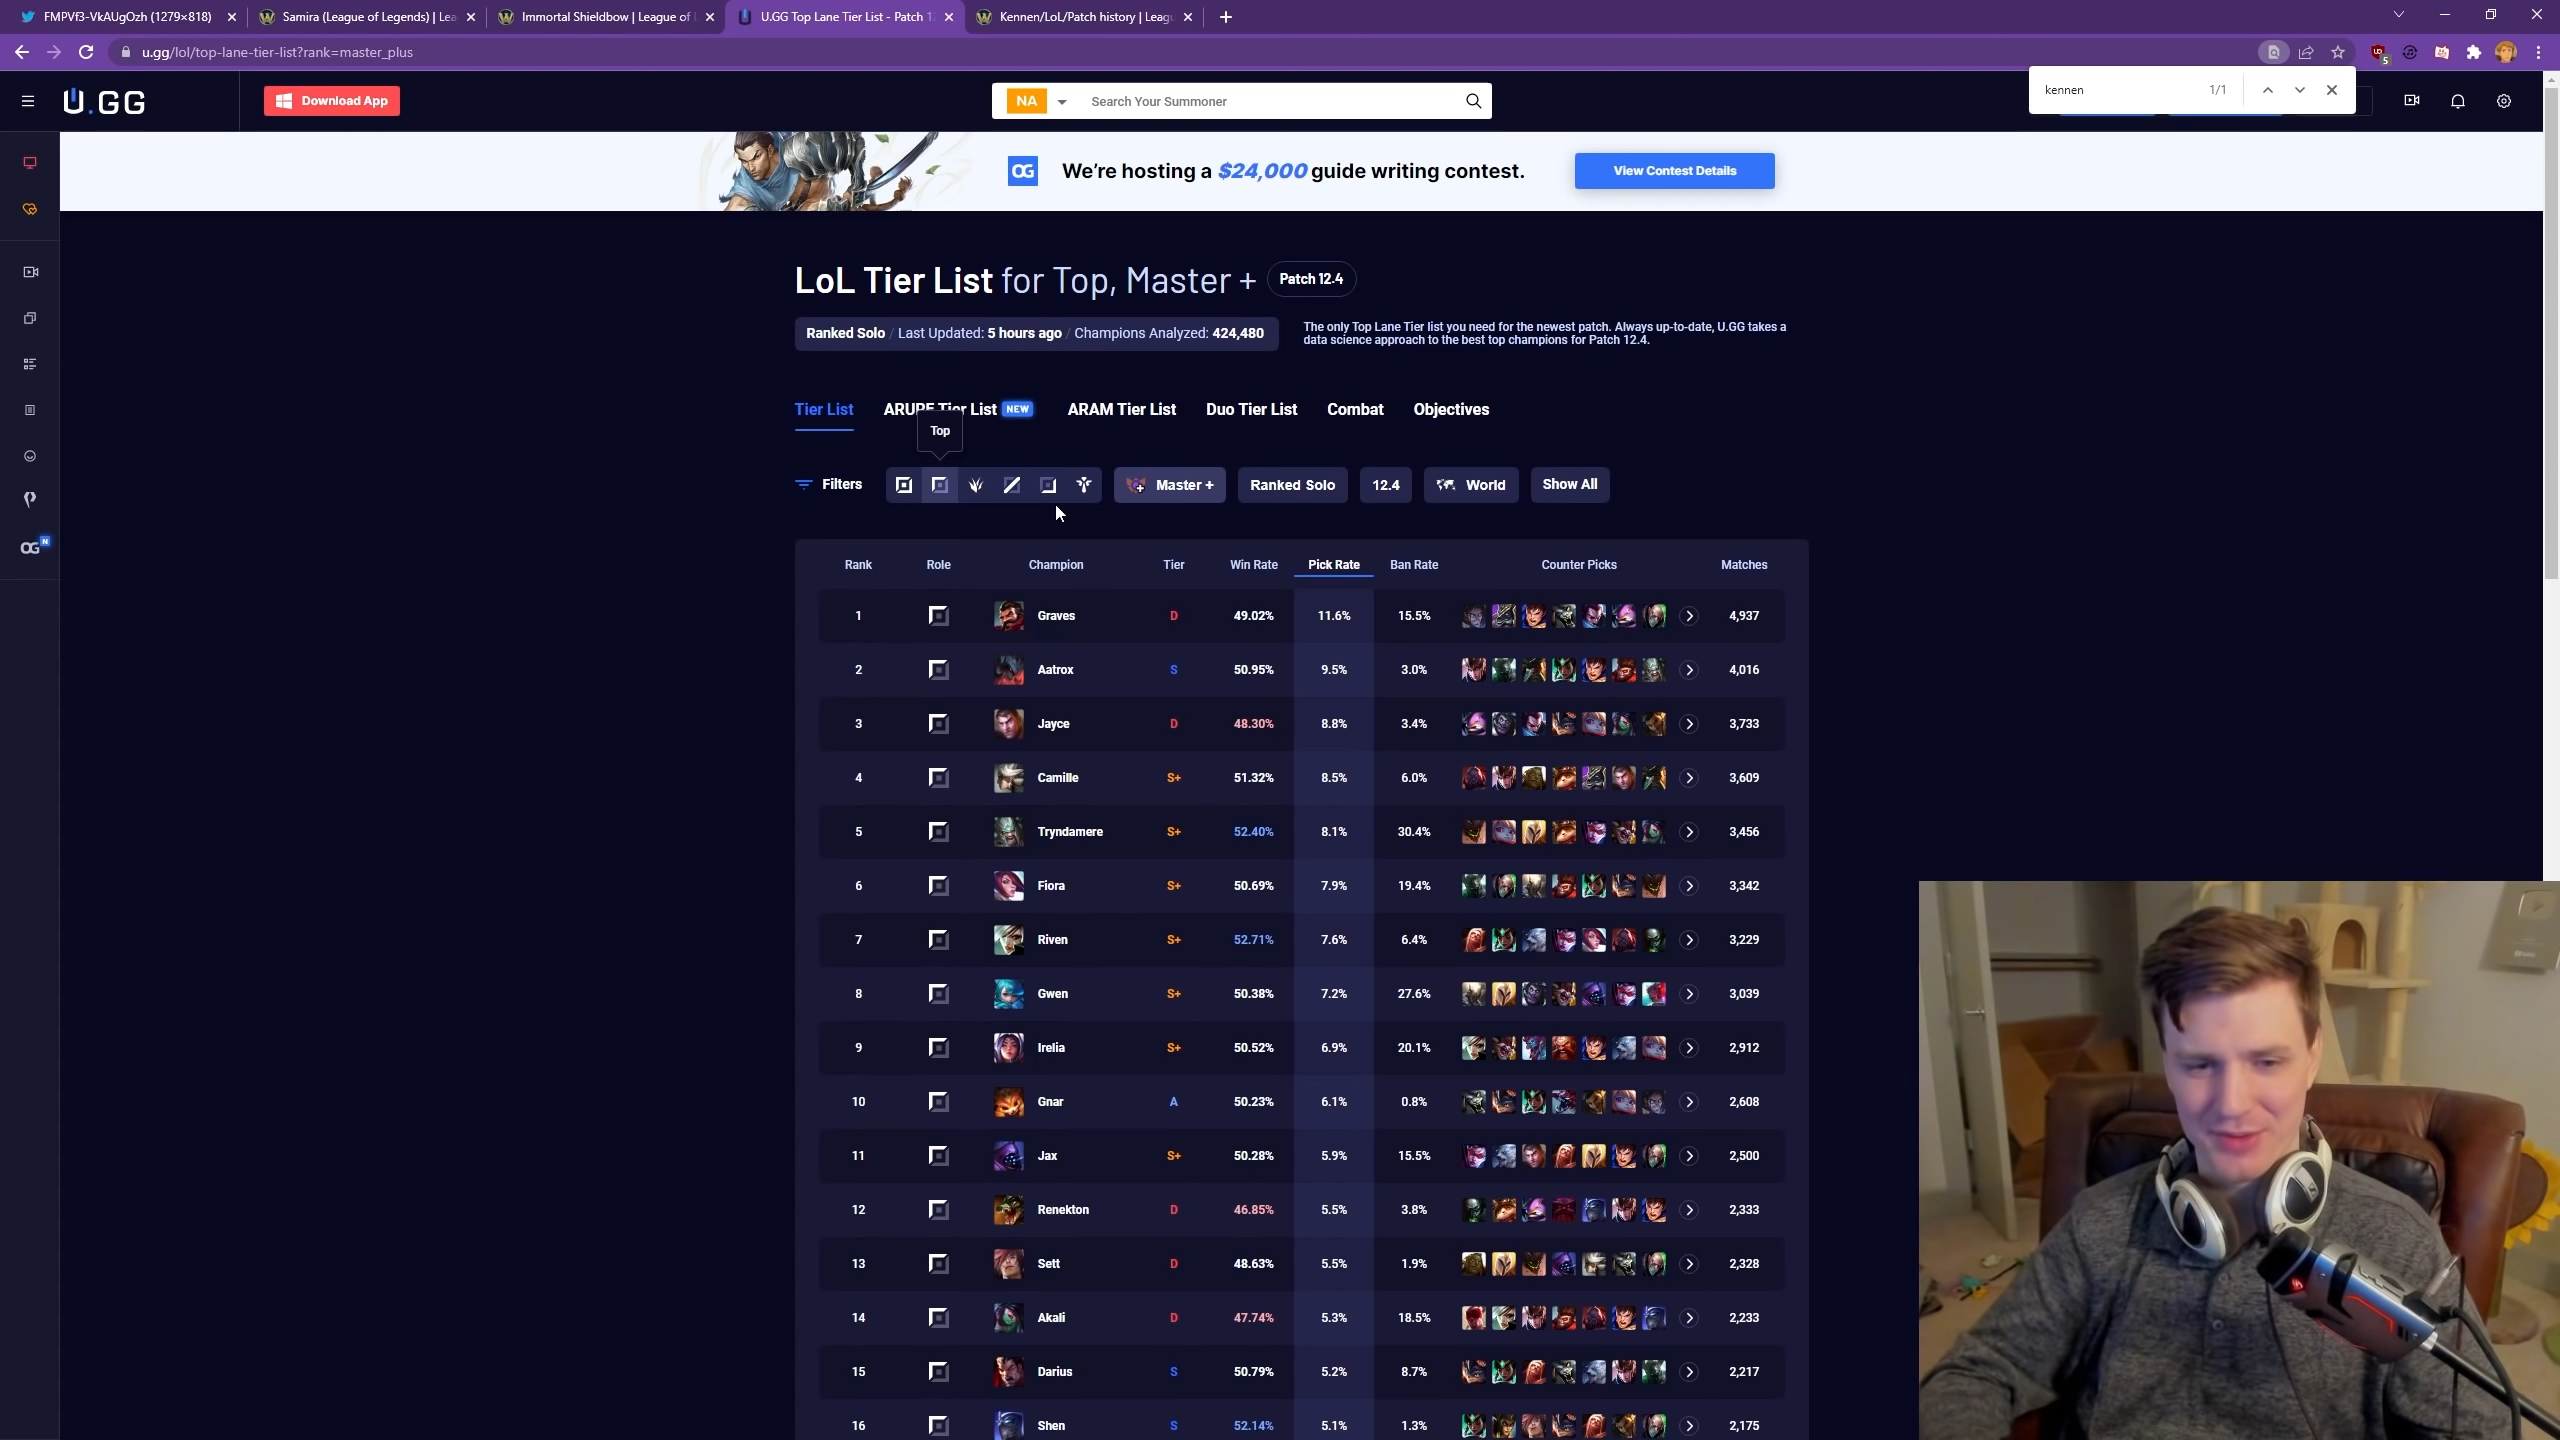 FMPVf3-VkAUgOzh (1279×818)
Samira (League of Legends) | Lea
Immortal Shieldbow | League of L
U.GG Top Lane Tier List - Patch 1
Kennen/LoL/Patch history | Leagu
u.gg/lol/top-lane-tier-list?rank=master_plus
5
kennen 1/1
U.GG
Download App
NA Search Your Summoner
OG We're hosting a $24,000 guide writing contest. View Contest Details
LoL Tier List for Top, Master + Patch 12.4
Ranked Solo / Last Updated: 5 hours ago / Champions Analyzed: 424,480
The only Top Lane Tier list you need for the newest patch. Always up-to-date, U.GG takes a
data science approach to the best top champions for Patch 12.4.
Tier List ARURF Tier List NEW ARAM Tier List Duo Tier List Combat Objectives
Top
Filters Master + Ranked Solo 12.4 World Show All
OG N
Rank Role Champion Tier Win Rate Pick Rate Ban Rate Counter Picks Matches
1 Graves D 49.02% 11.6% 15.5% 4,937
2 Aatrox S 50.95% 9.5% 3.0% 4,016
3 Jayce D 48.30% 8.8% 3.4% 3,733
4 Camille S+ 51.32% 8.5% 6.0% 3,609
5 Tryndamere S+ 52.40% 8.1% 30.4% 3,456
6 Fiora S+ 50.69% 7.9% 19.4% 3,342
7 Riven S+ 52.71% 7.6% 6.4% 3,229
8 Gwen S+ 50.38% 7.2% 27.6% 3,039
9 Irelia S+ 50.52% 6.9% 20.1% 2,912
10 Gnar A 50.23% 6.1% 0.8% 2,608
11 Jax S+ 50.28% 5.9% 15.5% 2,500
12 Renekton D 46.85% 5.5% 3.8% 2,333
13 Sett D 48.63% 5.5% 1.9% 2,328
14 Akali D 47.74% 5.3% 18.5% 2,233
15 Darius S 50.79% 5.2% 8.7% 2,217
16 Shen S 52.14% 5.1% 1.3% 2,175